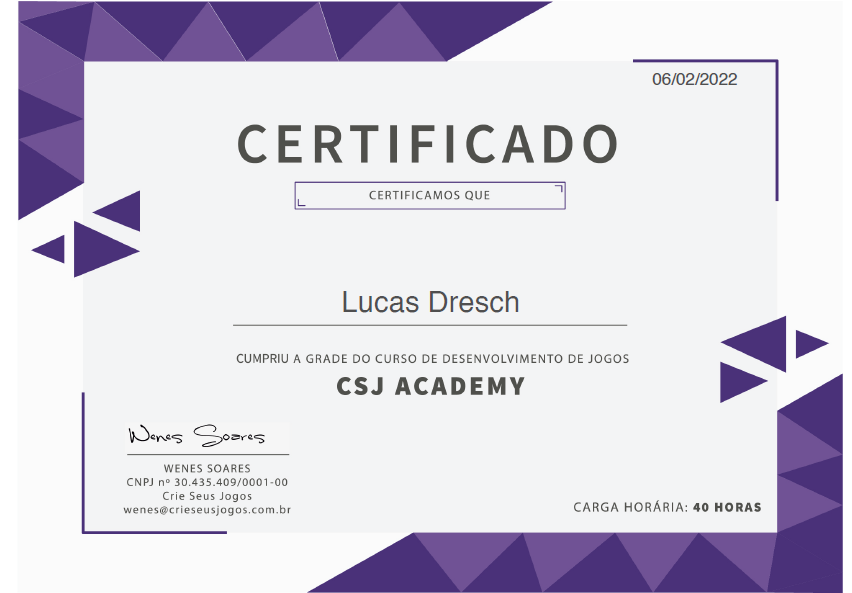 06/02/2022
CERTIFICADO
CERTIFICAMOS QUE
Lucas Dresch
CUMPRIU A GRADE DO CURSO DE DESENVOLVIMENTO DE JOGOS
CSJ ACADEMY
Wenes Soares
WENES SOARES
CNPJ nº 30.435.409/0001-00
Crie Seus Jogos
wenes@crieseusjogos.com.br
CARGA HORÁRIA: 40 HORAS